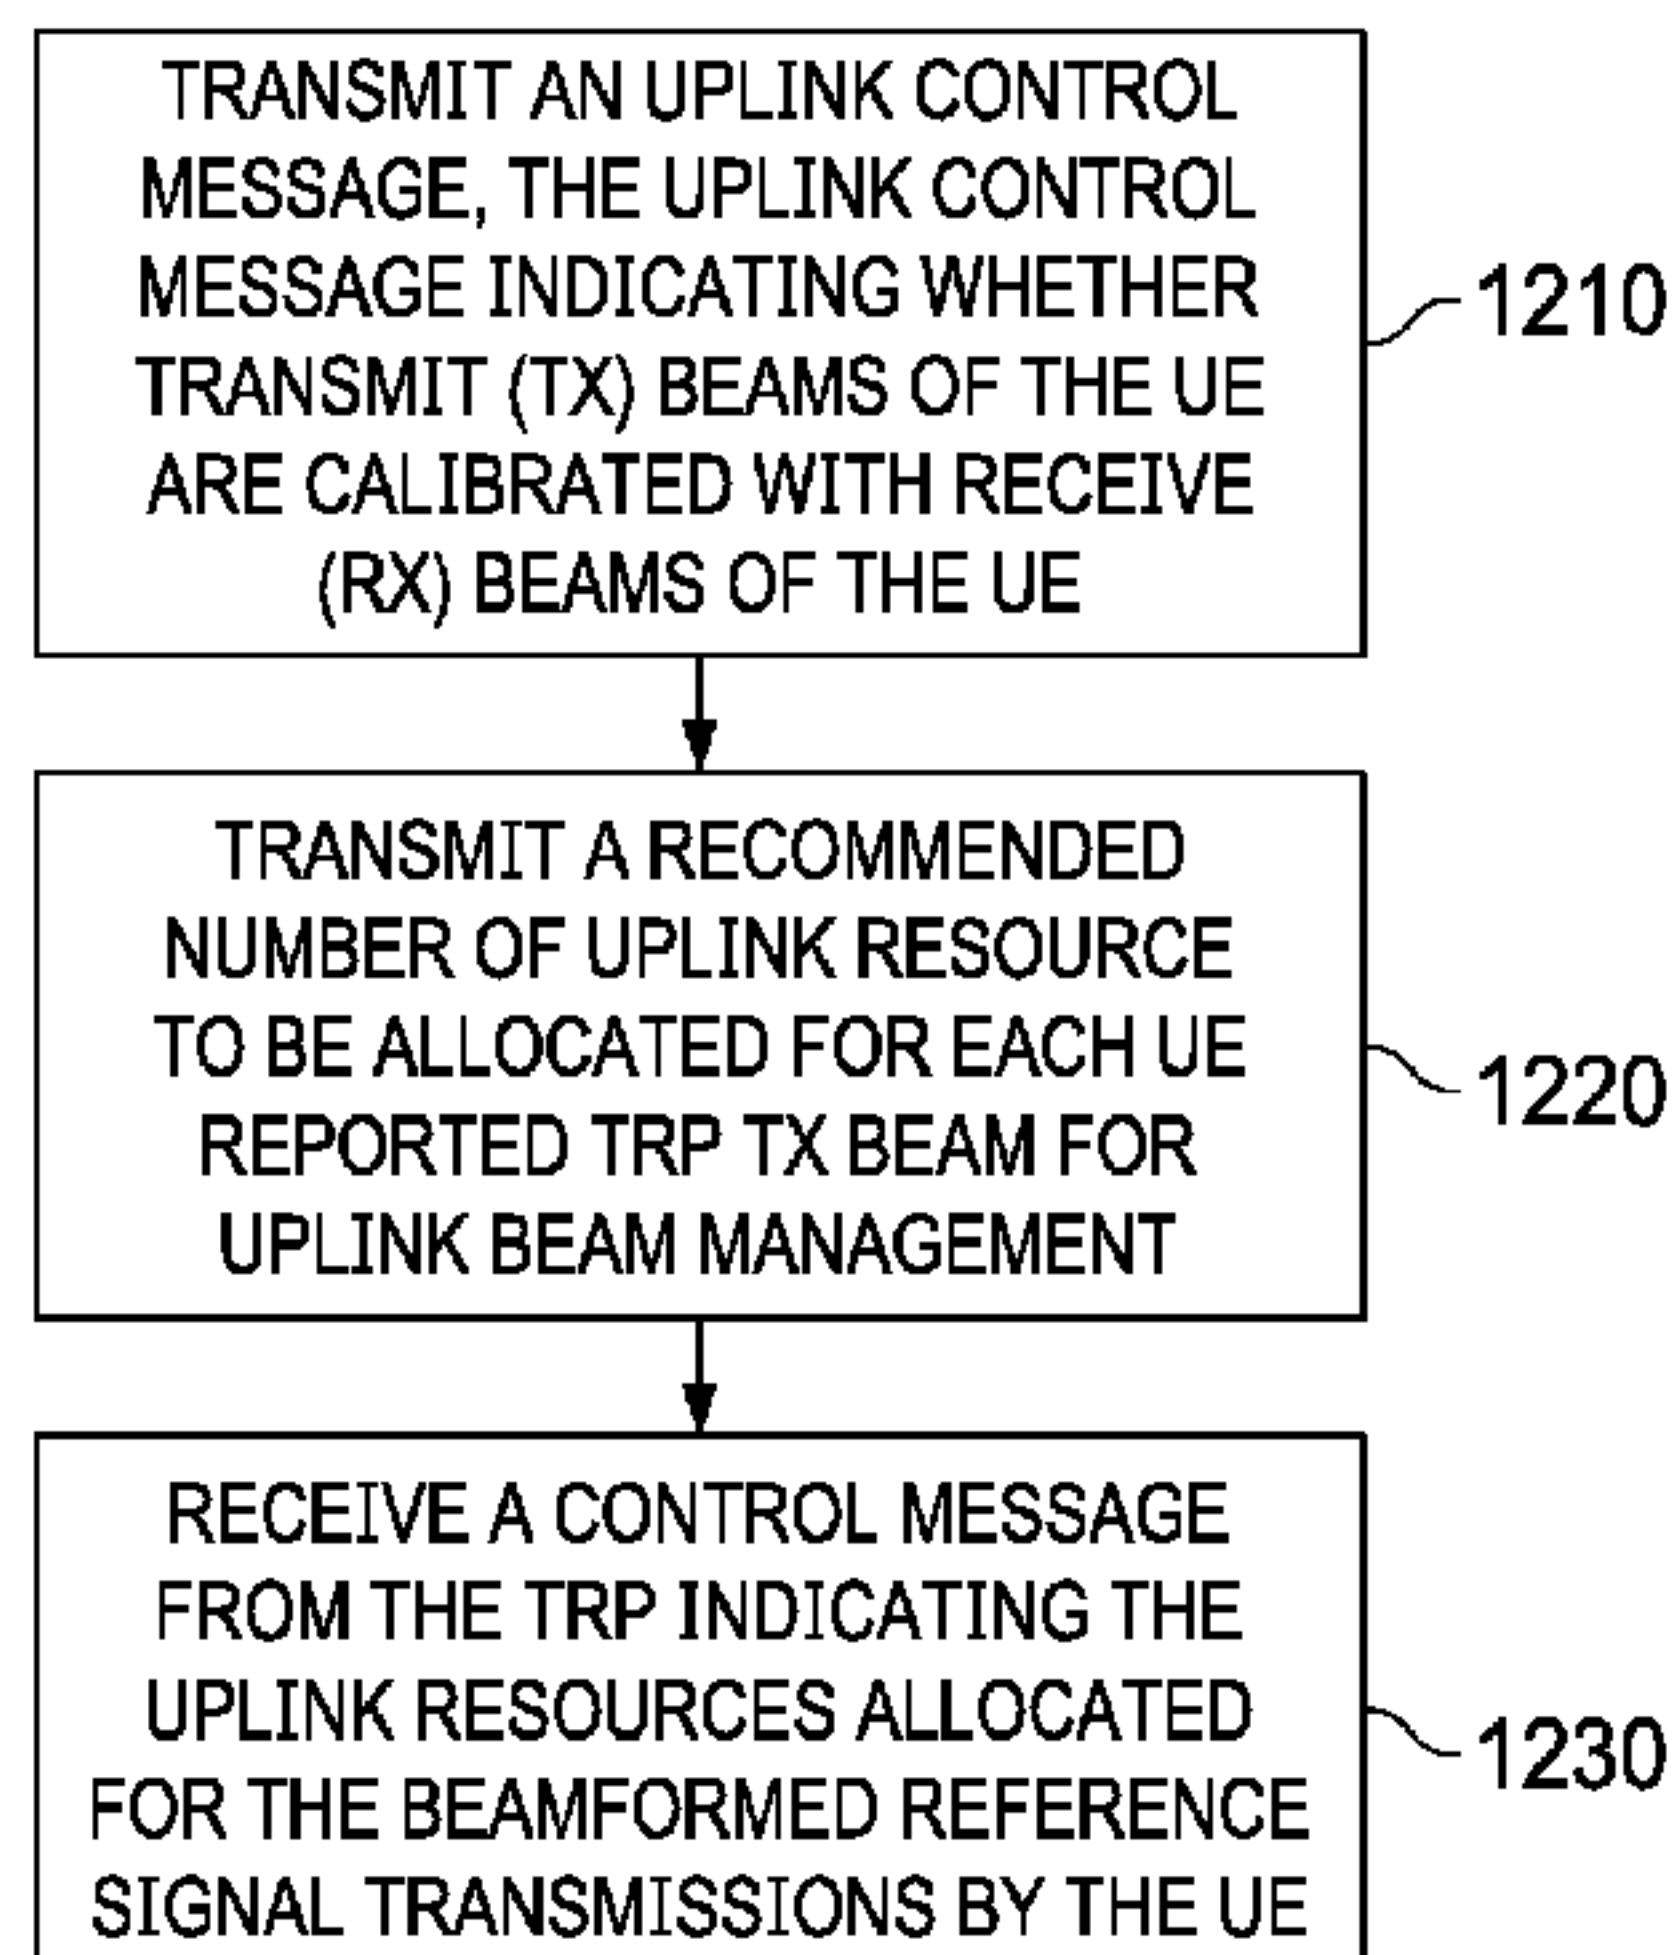 TRANSMIT AN UPLINK CONTROL
MESSAGE, THE UPLINK CONTROL
MESSAGE INDICATING WHETHER
TRANSMIT (TX) BEAMS OF THE UE
ARE CALIBRATED WITH RECEIVE
(RX) BEAMS OF THE UE
1210
TRANSMIT A RECOMMENDED
NUMBER OF UPLINK RESOURCE
TO BE ALLOCATED FOR EACH UE
REPORTED TRP TX BEAM FOR
UPLINK BEAM MANAGEMENT
1220
RECEIVE A CONTROL MESSAGE
FROM THE TRP INDICATING THE
UPLINK RESOURCES ALLOCATED
FOR THE BEAMFORMED REFERENCE
SIGNAL TRANSMISSIONS BY THE UE
1230